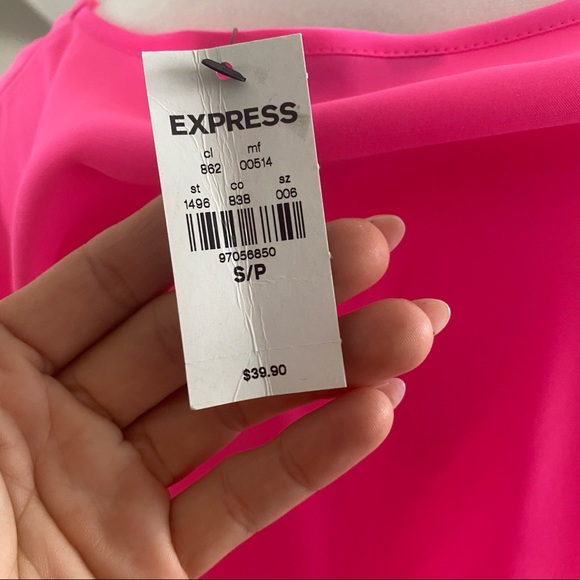 EXPRESS
cl mf
862 00514
st co sz
1496 838 006
97056850
S/P
$39.90